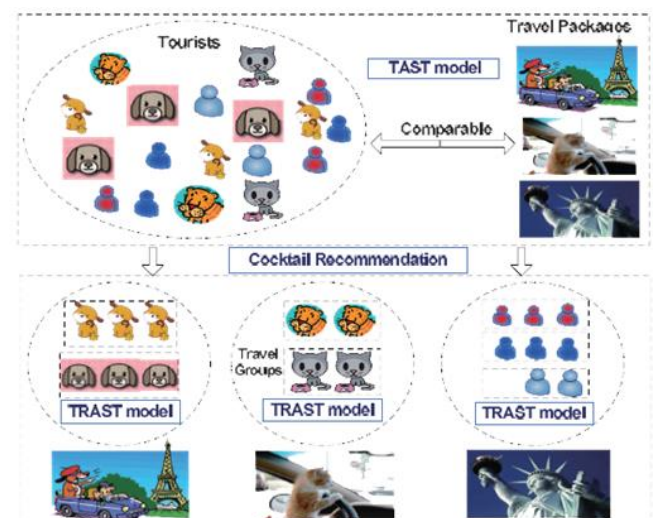 Travel Packages
Tourists
TAST model
Comparable
Cocktail Recommendation
Travel
Groups
TRAST model
TRAST model
TRAST model